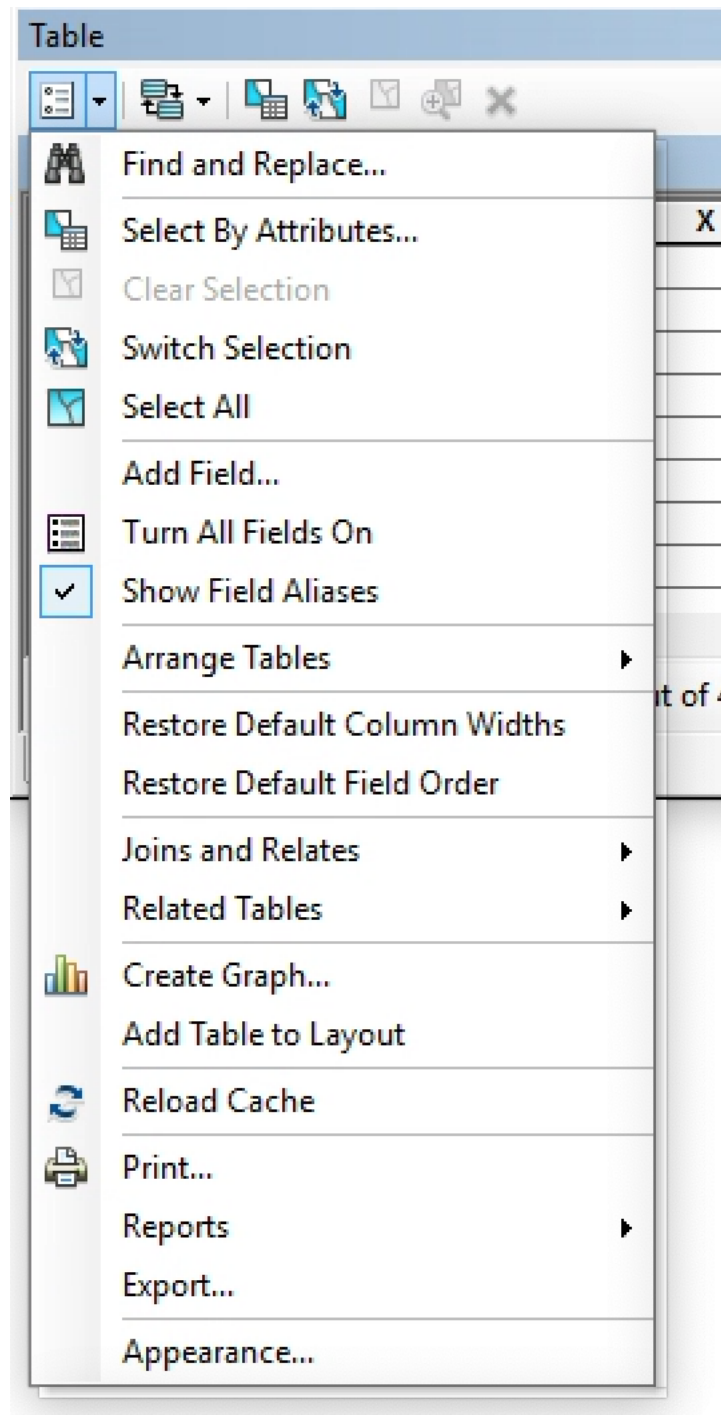 Table
Find and Replace...
X
Select By Attributes...
Clear Selection
Switch Selection
Select All
Add Field...
Turn All Fields On
Show Field Aliases
Arrange Tables
Restore Default Column Widths
Restore Default Field Order
Joins and Relates
Related Tables
Create Graph...
Add Table to Layout
Reload Cache
Print...
Reports
Export...
Appearance...